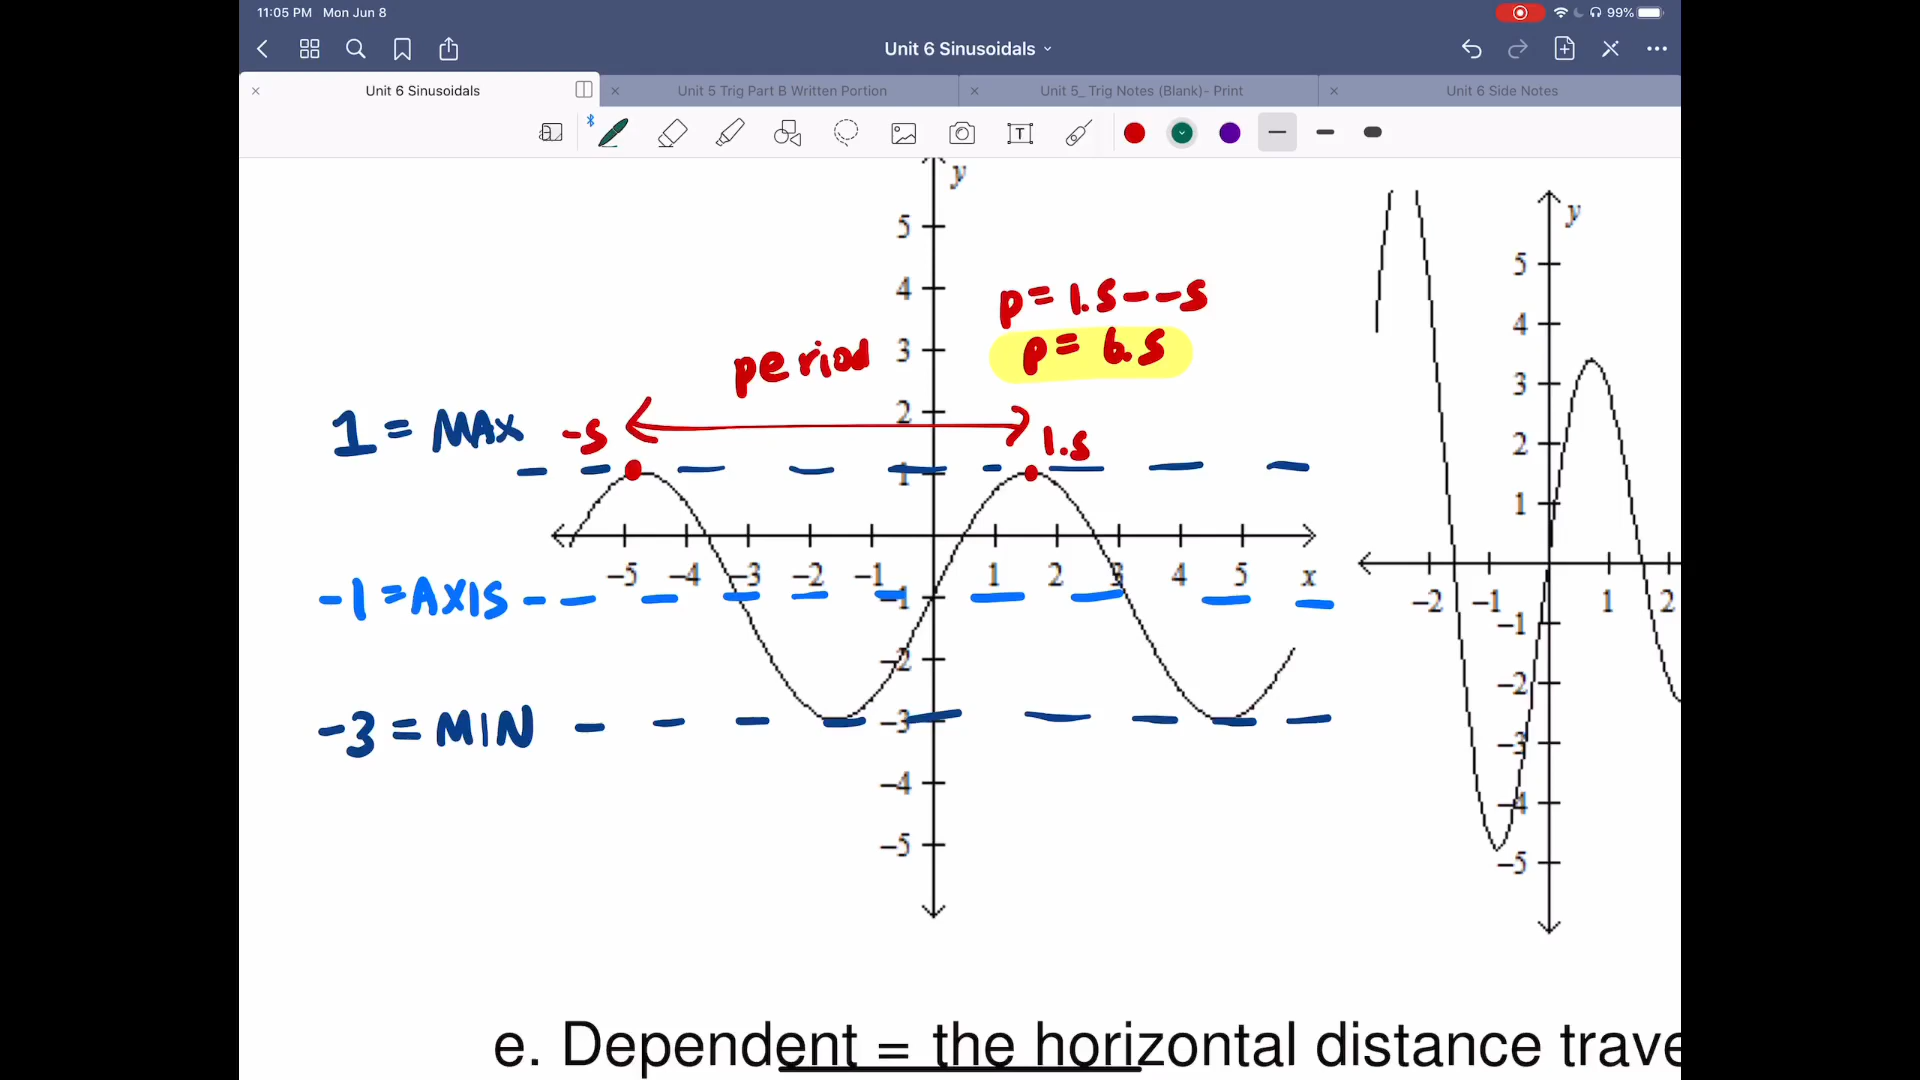 11:05 PM Mon Jun 8
99%
Unit 6 Sinusoidals
Unit 6 Sinusoidals
Unit 5 Trig Part B Written Portion
Unit 5_ Trig Notes (Blank)- Print
Unit 6 Side Notes
T
y
5
4
3
2
1
-5 -4 -3 -2 -1 1 2 3 4 5 x
-1
-2
-3
-4
-5
p = 1.5 - -5
p = 6.5
period
1 = MAX
-5
1.5
-1 = AXIS
-3 = MIN
y
5
4
3
2
1
-2 -1 1 2
-1
-2
-3
-4
-5
e. Dependent = the horizontal distance trave